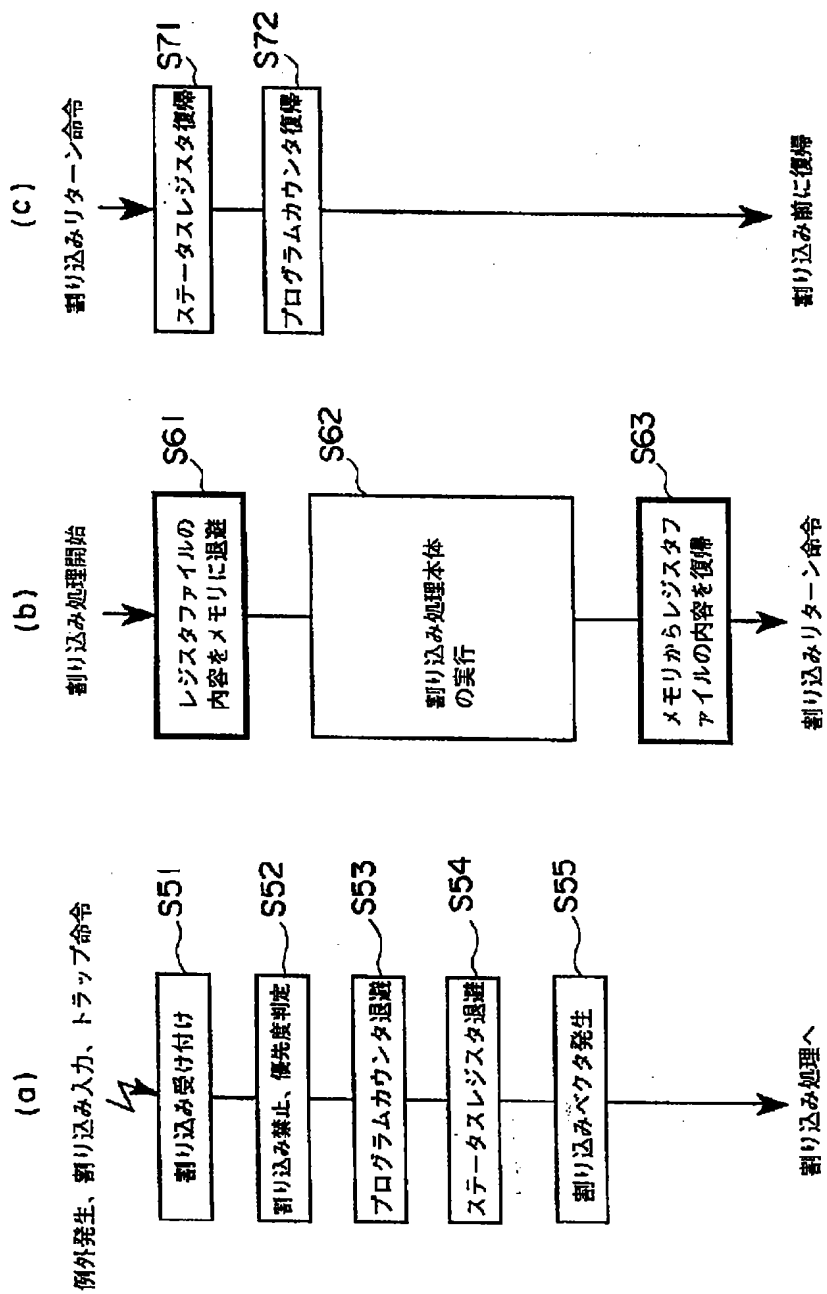 (a)
例外発生、割り込み入力、トラップ命令
割り込み受け付け
S51
割り込み禁止、優先度判定
S52
プログラムカウンタ退避
S53
ステータスレジスタ退避
S54
割り込みベクタ発生
S55
割り込み処理へ
(b)
割り込み処理開始
レジスタファイルの
内容をメモリに退避
S61
割り込み処理本体
の実行
S62
メモリからレジスタフ
ァイルの内容を復帰
S63
割り込みリターン命令
(c)
割り込みリターン命令
ステータスレジスタ復帰
S71
プログラムカウンタ復帰
S72
割り込み前に復帰